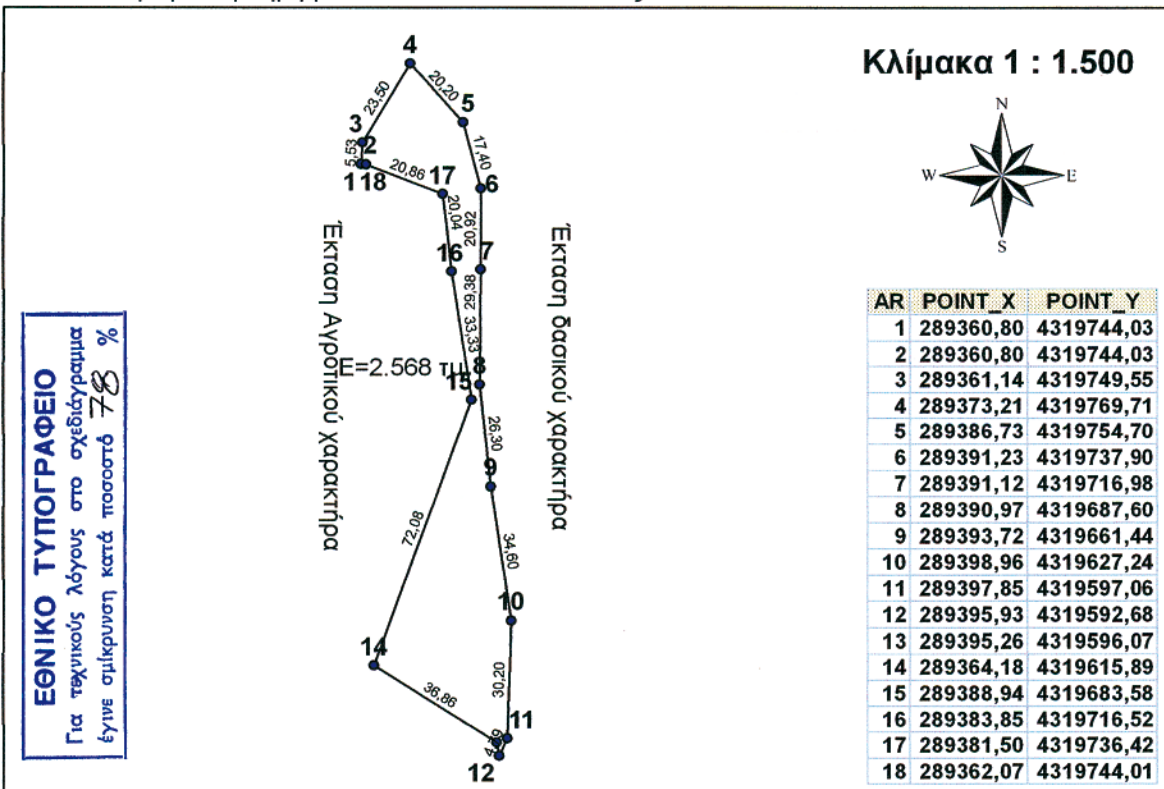 Κλίμακα 1 : 1.500
N
W
E
S
4
20,20
23,50
5
3
2
17,40
5,53
1 18
20,86
17
6
20,04
20,92
16
7
29,38
33,33
Έκταση Αγροτικού χαρακτήρα
Έκταση δασικού χαρακτήρα
Ε=2.568 τμ
8
15
26,30
9
72,08
34,60
10
14
36,86
30,20
11
12
ΕΘΝΙΚΟ ΤΥΠΟΓΡΑΦΕΙΟ
Για τεχνικούς λόγους στο σχεδιάγραμμα
έγινε σμίκρυνση κατά ποσοστό 78 %
AR POINT_X POINT_Y
1 289360,80 4319744,03
2 289360,80 4319744,03
3 289361,14 4319749,55
4 289373,21 4319769,71
5 289386,73 4319754,70
6 289391,23 4319737,90
7 289391,12 4319716,98
8 289390,97 4319687,60
9 289393,72 4319661,44
10 289398,96 4319627,24
11 289397,85 4319597,06
12 289395,93 4319592,68
13 289395,26 4319596,07
14 289364,18 4319615,89
15 289388,94 4319683,58
16 289383,85 4319716,52
17 289381,50 4319736,42
18 289362,07 4319744,01